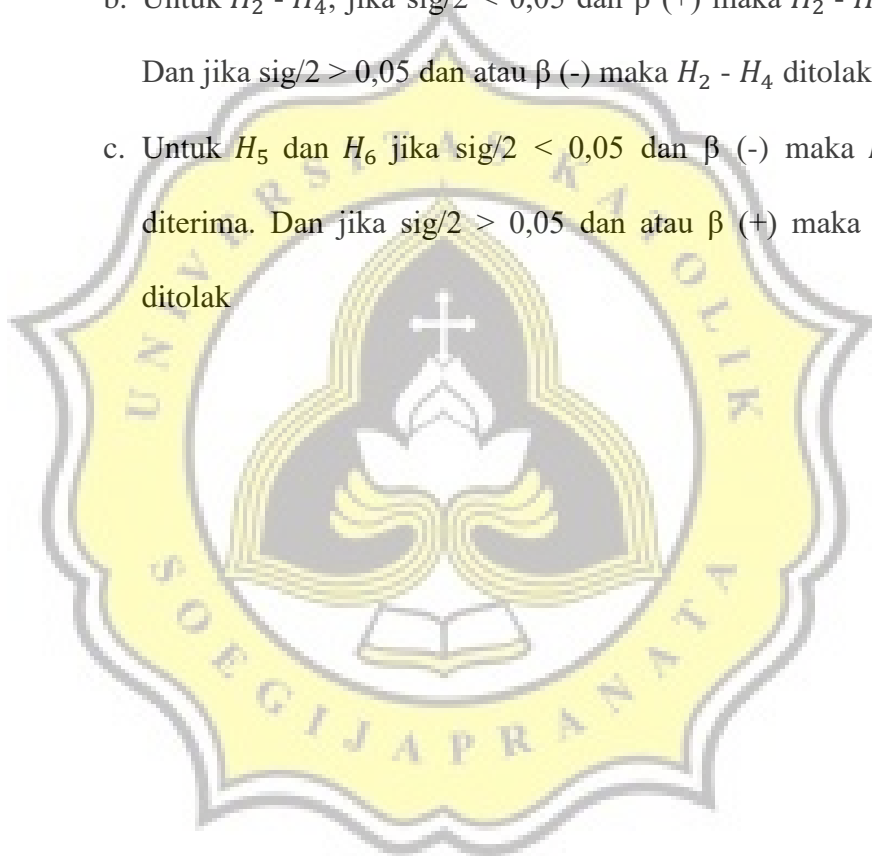 b. Untuk H₂ - H₄, jika sig/2 < 0,05 dan β (+) maka H₂ -
Dan jika sig/2 > 0,05 dan atau β (-) maka H₂ - H₄ ditolak
c. Untuk H₅ dan H₆ jika sig/2 < 0,05 dan β (-) maka
diterima. Dan jika sig/2 > 0,05 dan atau β (+) maka
ditolak
UNIVERSITAS KATOLIK
SOEGIJAPRANATA